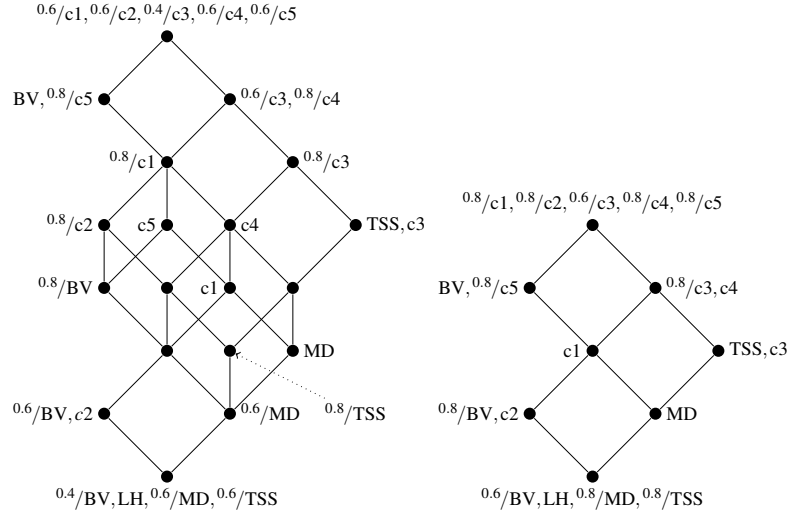 0.6/c1, 0.6/c2, 0.4/c3, 0.6/c4, 0.6/c5
BV, 0.8/c5
0.6/c3, 0.8/c4
0.8/c1
0.8/c3
0.8/c2
c5
c4
TSS, c3
0.8/BV
c1
MD
0.6/BV, c2
0.6/MD
0.8/TSS
0.4/BV, LH, 0.6/MD, 0.6/TSS
0.8/c1, 0.8/c2, 0.6/c3, 0.8/c4, 0.8/c5
BV, 0.8/c5
0.8/c3, c4
c1
TSS, c3
0.8/BV, c2
MD
0.6/BV, LH, 0.8/MD, 0.8/TSS